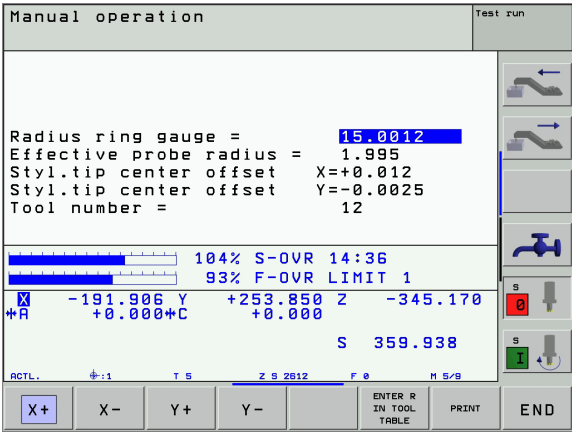 Manual operation
Test run
Radius ring gauge = 15.0012
Effective probe radius = 1.995
Styl.tip center offset X=+0.012
Styl.tip center offset Y=-0.0025
Tool number = 12
104% S-OVR 14:36
93% F-OVR LIMIT 1
X -191.906 Y +253.850 Z -345.170
A +0.000 C +0.000
S 359.938
ACTL. :1 T 5 Z S 2612 F 0 M 5/9
S
0
S
I
X+ X- Y+ Y- ENTER R IN TOOL TABLE PRINT END